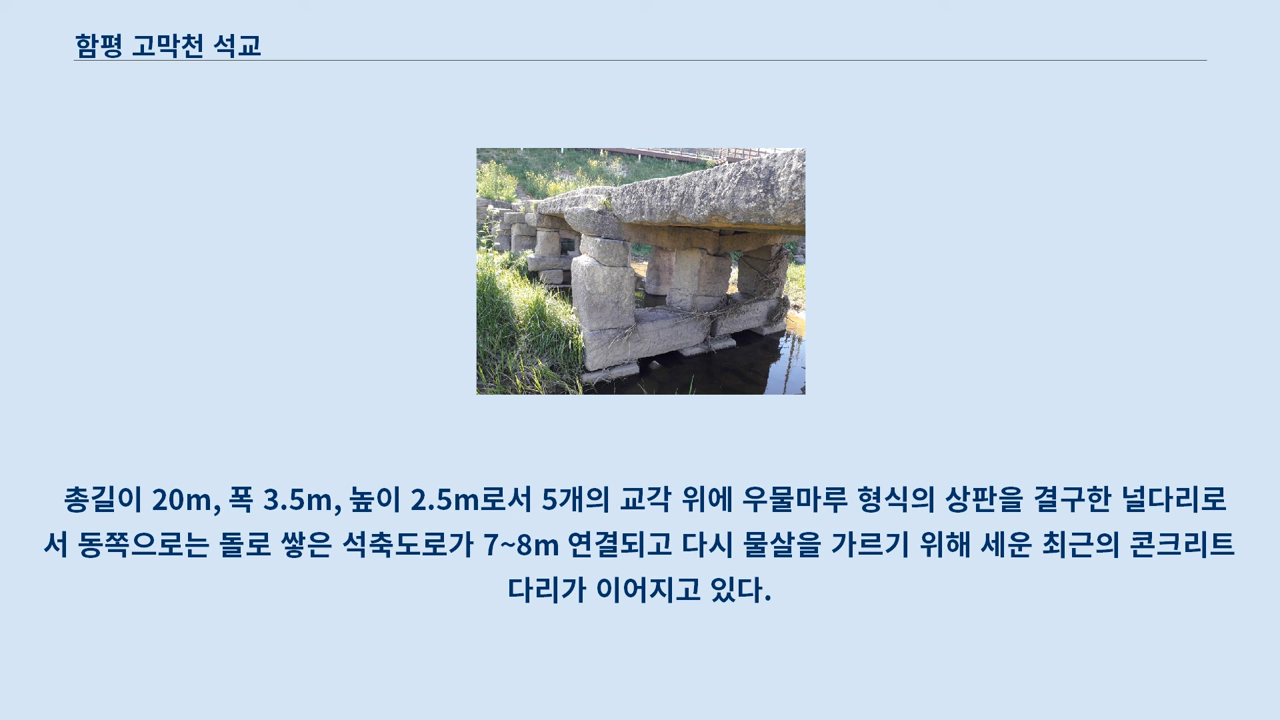 함평 고막천 석교
총길이 20m, 폭 3.5m, 높이 2.5m로서 5개의 교각 위에 우물마루 형식의 상판을 결구한 널다리로
서 동쪽으로는 돌로 쌓은 석축도로가 7~8m 연결되고 다시 물살을 가르기 위해 세운 최근의 콘크리트
다리가 이어지고 있다.